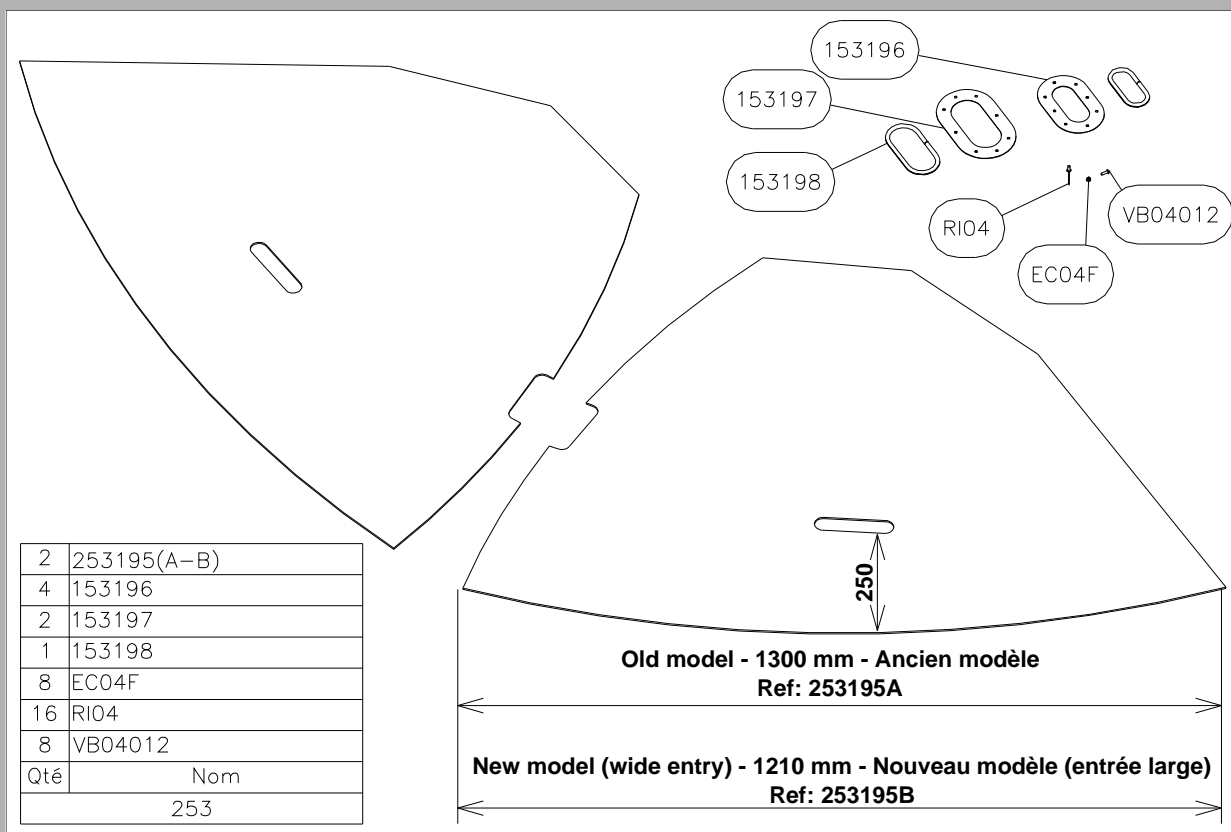 153196
153197
153198
RI04
VB04012
EC04F
250
Old model - 1300 mm - Ancien modèle
Ref: 253195A
New model (wide entry) - 1210 mm - Nouveau modèle (entrée large)
Ref: 253195B
2 253195(A-B)
4 153196
2 153197
1 153198
8 EC04F
16 RI04
8 VB04012
Qté Nom
253